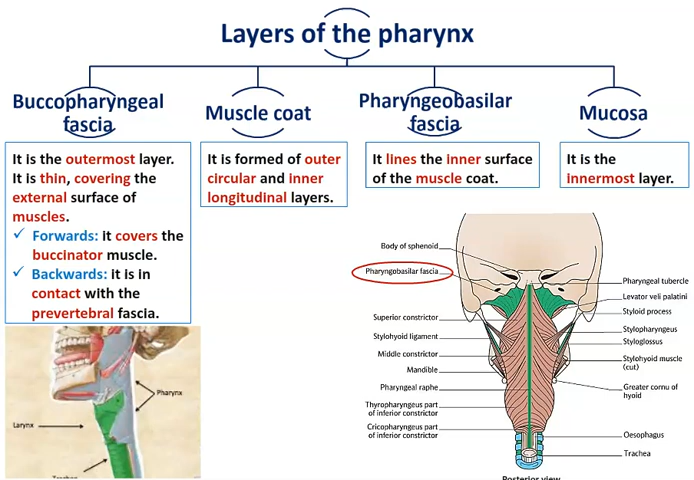 Layers of the pharynx
Buccopharyngeal
fascia
It is the outermost layer.
It is thin, covering the
external surface of
muscles.
✓ Forwards: it covers the
buccinator muscle.
✓ Backwards: it is in
contact with the
prevertebral fascia.
Muscle coat
It is formed of outer
circular and inner
longitudinal layers.
Pharyngeobasilar
fascia
It lines the inner surface
of the muscle coat.
Mucosa
It is the
innermost layer.
Pharynx
Larynx
Body of sphenoid
Pharyngobasilar fascia
Superior constrictor
Stylohyoid ligament
Middle constrictor
Mandible
Pharyngeal raphe
Thyropharyngeus part
of inferior constrictor
Cricopharyngeus part
of inferior constrictor
Pharyngeal tubercle
Levator veli palatini
Styloid process
Stylopharyngeus
Styloglossus
Stylohyoid muscle
(cut)
Greater cornu of
hyoid
Oesophagus
Trachea
Posterior view